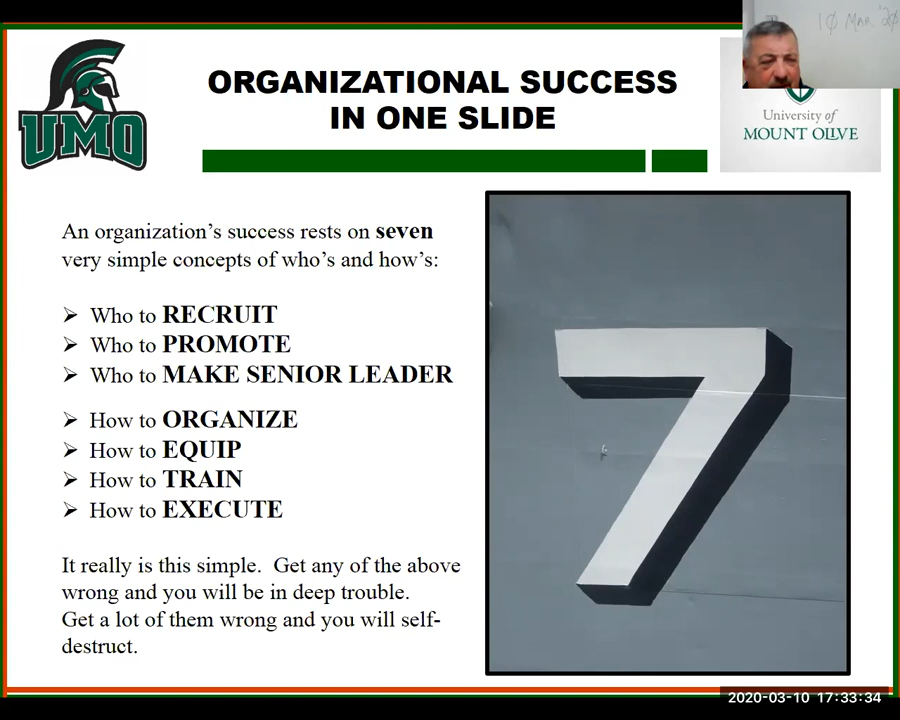 10 MAR
UMO
ORGANIZATIONAL SUCCESS
IN ONE SLIDE
University of
MOUNT OLIVE
An organization’s success rests on seven
very simple concepts of who’s and how’s:
➢ Who to RECRUIT
➢ Who to PROMOTE
➢ Who to MAKE SENIOR LEADER
➢ How to ORGANIZE
➢ How to EQUIP
➢ How to TRAIN
➢ How to EXECUTE
It really is this simple.  Get any of the above
wrong and you will be in deep trouble.
Get a lot of them wrong and you will self-
destruct.
7
2020-03-10 17:33:34